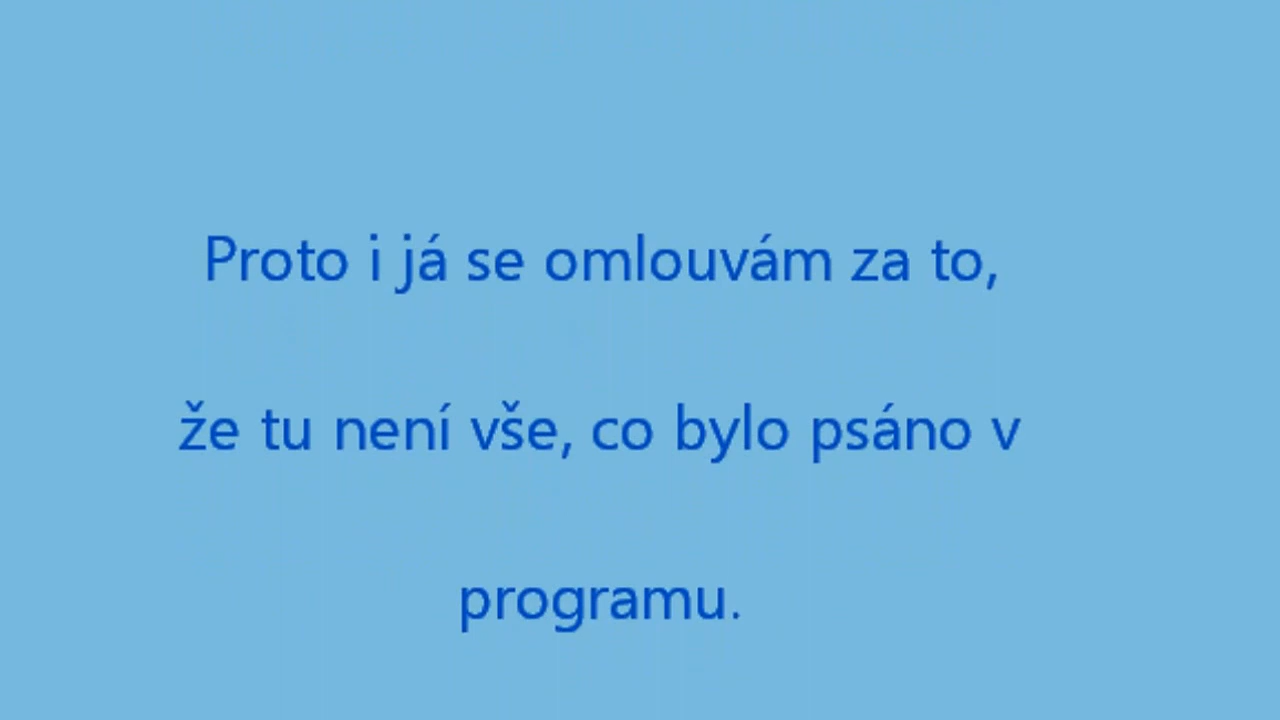 Proto i já se omlouvám za to,
že tu není vše, co bylo psáno v
programu.